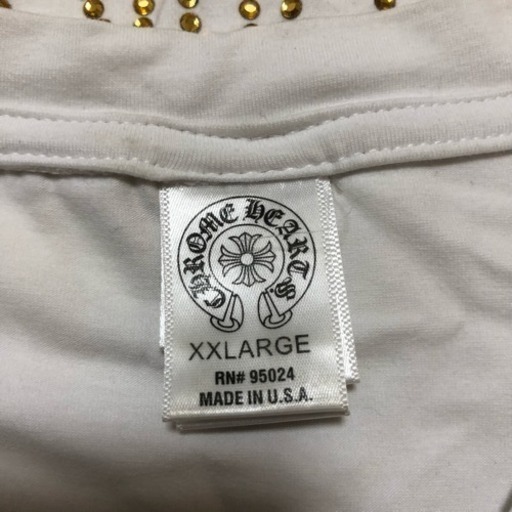 CHROME HEARTS
XXLARGE
RN# 95024
MADE IN U.S.A.